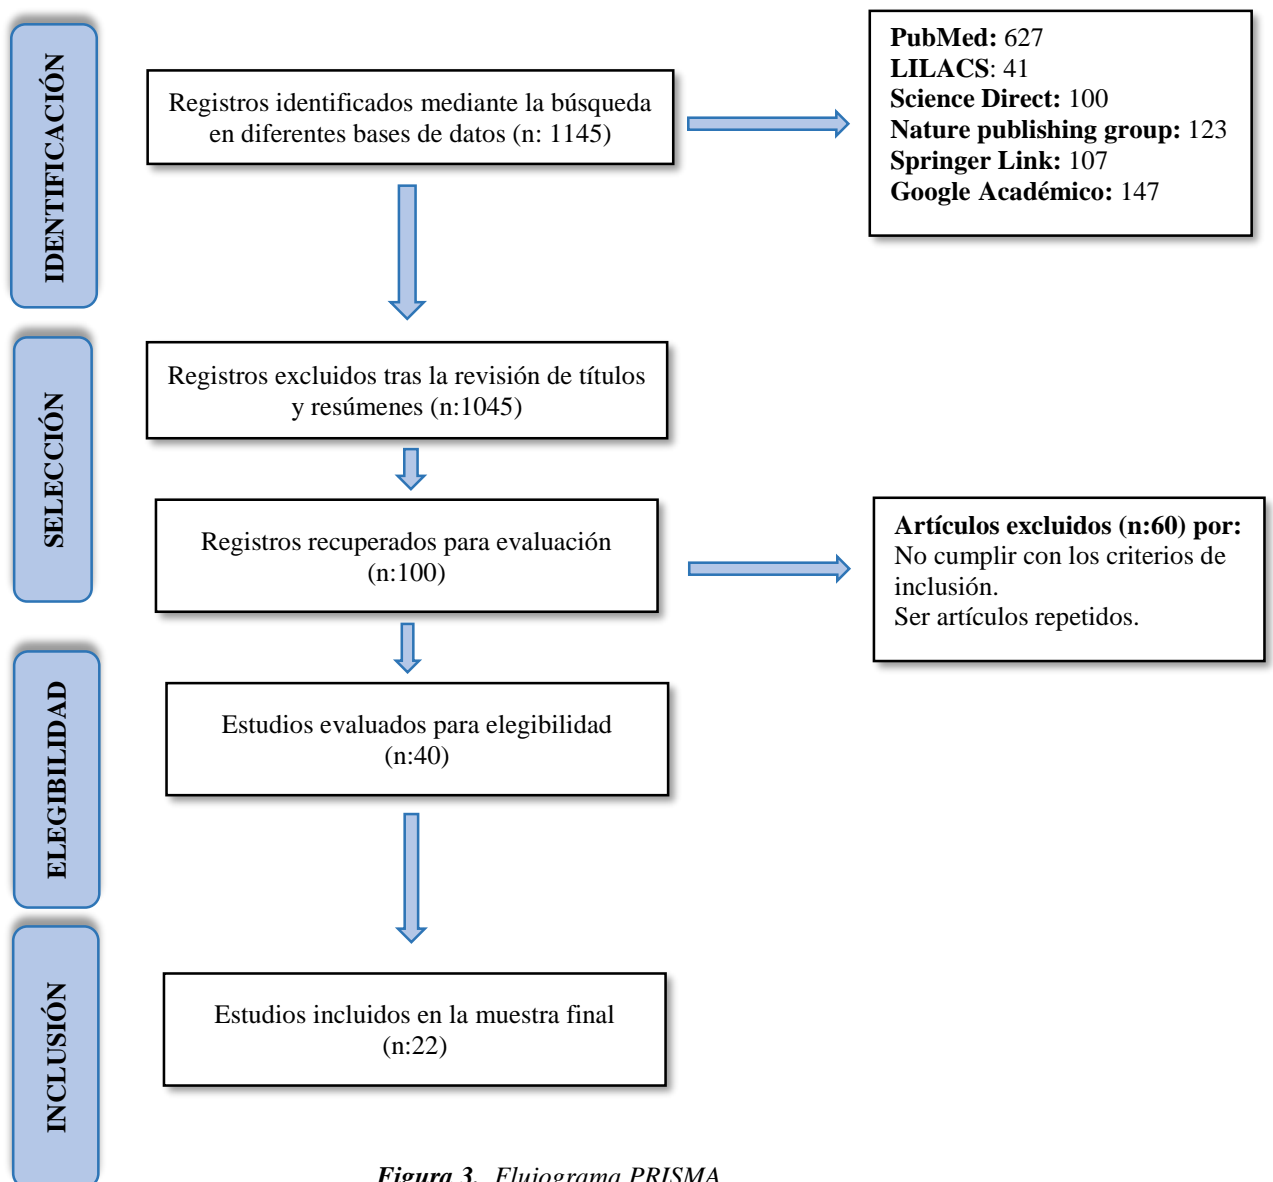 IDENTIFICACIÓN
Registros identificados mediante la búsqueda
en diferentes bases de datos (n: 1145)
PubMed: 627
LILACS: 41
Science Direct: 100
Nature publishing group: 123
Springer Link: 107
Google Académico: 147
SELECCIÓN
Registros excluidos tras la revisión de títulos
y resúmenes (n:1045)
Registros recuperados para evaluación
(n:100)
Artículos excluidos (n:60) por:
No cumplir con los criterios de
inclusión.
Ser artículos repetidos.
ELEGIBILIDAD
Estudios evaluados para elegibilidad
(n:40)
INCLUSIÓN
Estudios incluidos en la muestra final
(n:22)
Figura 3. Flujograma PRISMA